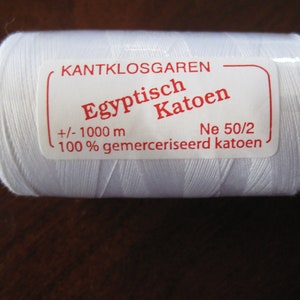 KANTKLOSGAREN
Egyptisch
Katoen
+/- 1000 m Ne 50/2
100 % gemerceriseerd katoen